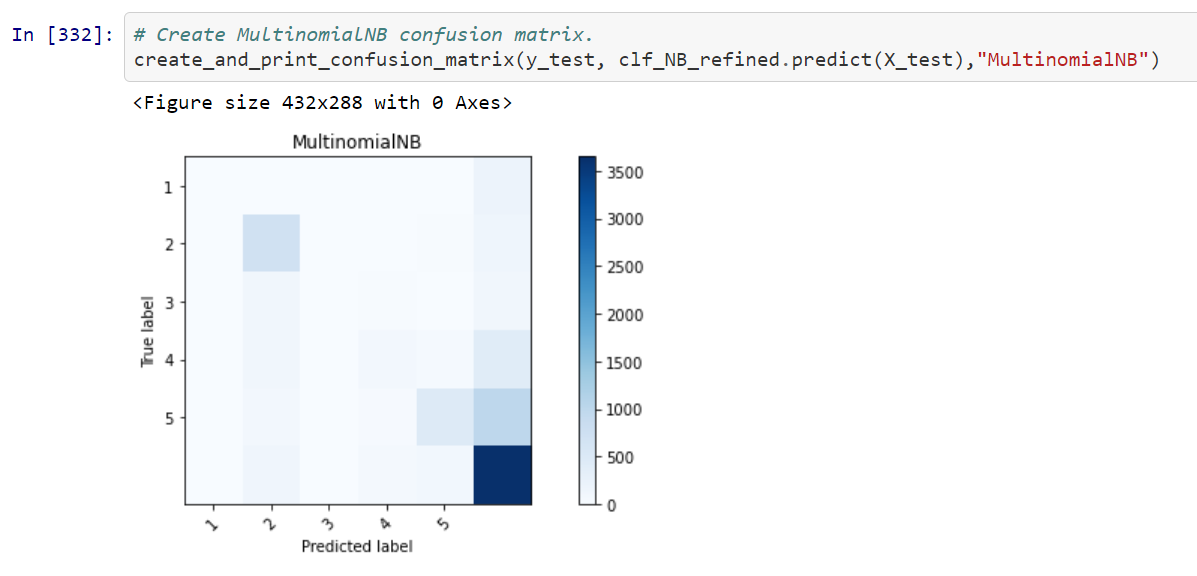 In [332]: # Create MultinomialNB confusion matrix.
create_and_print_confusion_matrix(y_test, clf_NB_refined.predict(X_test),"MultinomialNB")
<Figure size 432x288 with 0 Axes>
MultinomialNB
True label
1
2
3
4
5
1 2 3 4 5
Predicted label
3500
3000
2500
2000
1500
1000
500
0